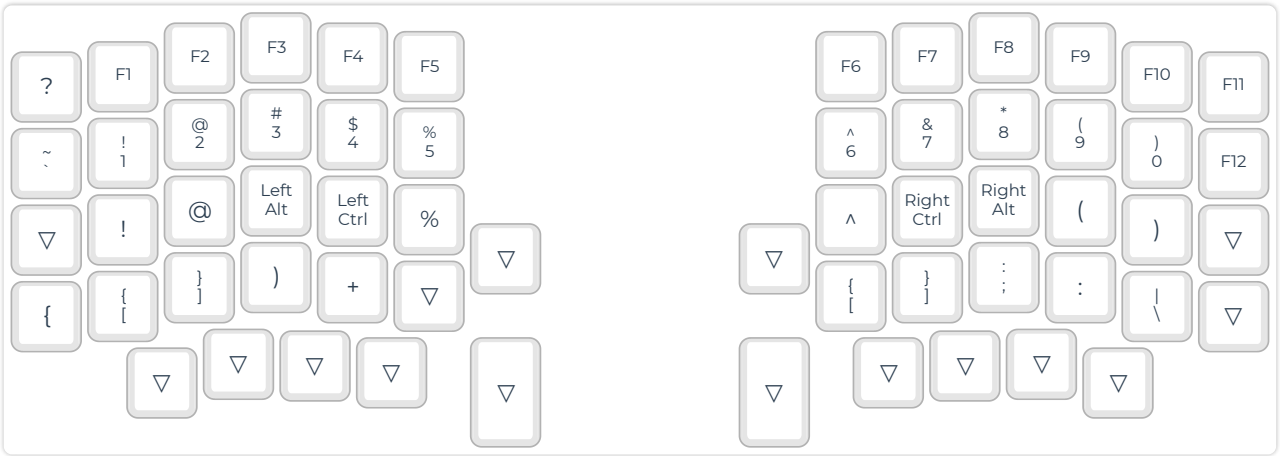 ? F1 F2 F3 F4 F5 F6 F7 F8 F9 F10 F11
~ ! @ # $ % ^ & * ( ) F12
` 1 2 3 4 5 6 7 8 9 0
▽ ! @ Left Alt Left Ctrl % ▽ ▽ ^ Right Ctrl Right Alt ( ) ▽
{ { } ) + ▽ { } : : | ▽
[ ] [ ] ; \
▽ ▽ ▽ ▽ ▽ ▽ ▽ ▽ ▽ ▽